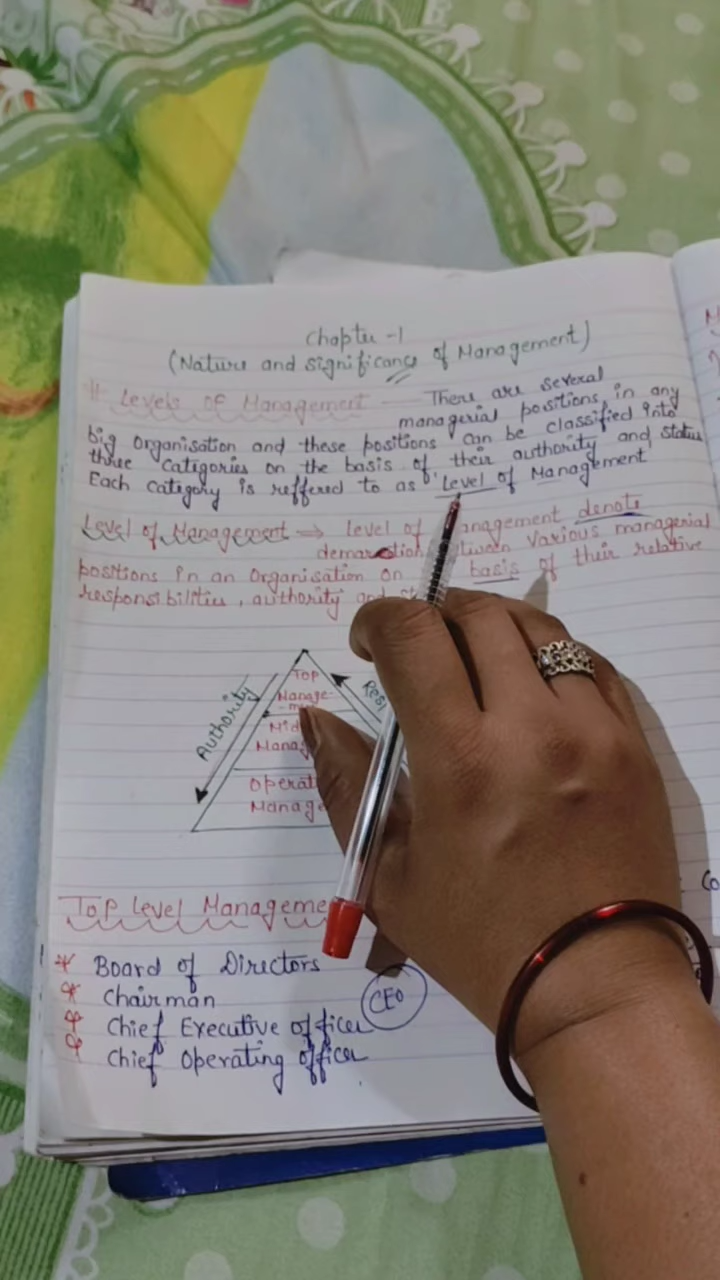 Chapter -1
(Nature and significance of Management)
Levels of Management — There are several
managerial positions in any
big organisation and these positions can be classified into
three categories on the basis of their authority and status
Each category is reffered to as 'Level of Management
Level of Management → Level of anagement denote
tween various managerial
positions in an Organisation on basis of their relative
responsibilities, authority and
Authority
Top
Manage-
Operat
Manage
Top Level Manageme
* Board of Directors
* Chairman
* Chief Executive officer
CEO
* Chief Operating officer